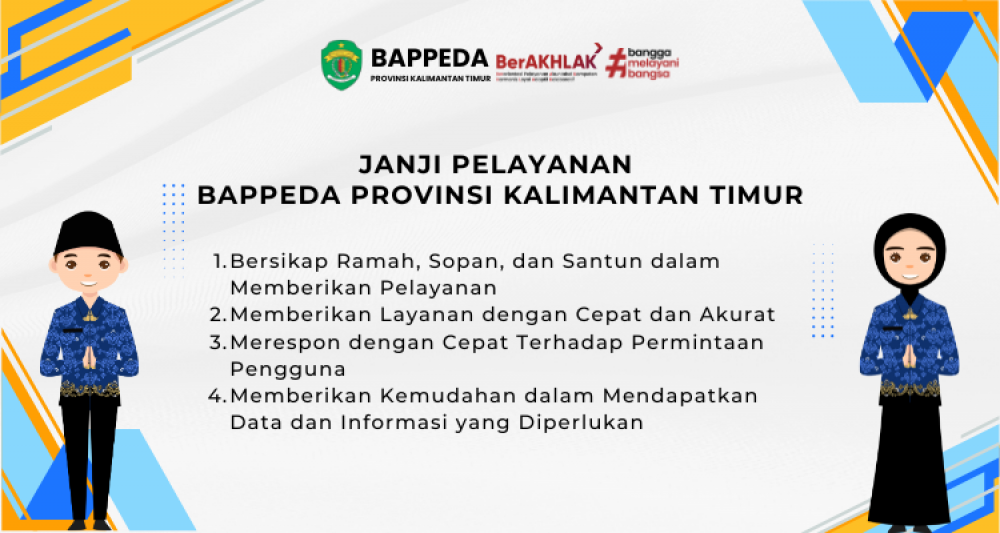 BAPPEDA
PROVINSI KALIMANTAN TIMUR
BerAKHLAK
#bangga
melayani
bangsa
JANJI PELAYANAN
BAPPEDA PROVINSI KALIMANTAN TIMUR
1. Bersikap Ramah, Sopan, dan Santun dalam
Memberikan Pelayanan
2. Memberikan Layanan dengan Cepat dan Akurat
3. Merespon dengan Cepat Terhadap Permintaan
Pengguna
4. Memberikan Kemudahan dalam Mendapatkan
Data dan Informasi yang Diperlukan